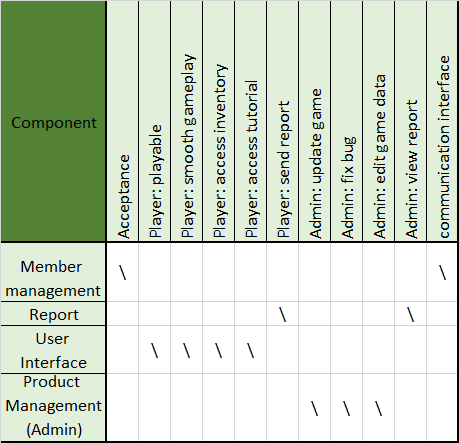 Component
Acceptance
Player: playable
Player: smooth gameplay
Player: access inventory
Player: access tutorial
Player: send report
Admin: update game
Admin: fix bug
Admin: edit game data
Admin: view report
communication interface
Member
management
\ \
Report
\ \
User
Interface
\ \ \ \
Product
Management
(Admin)
\ \ \